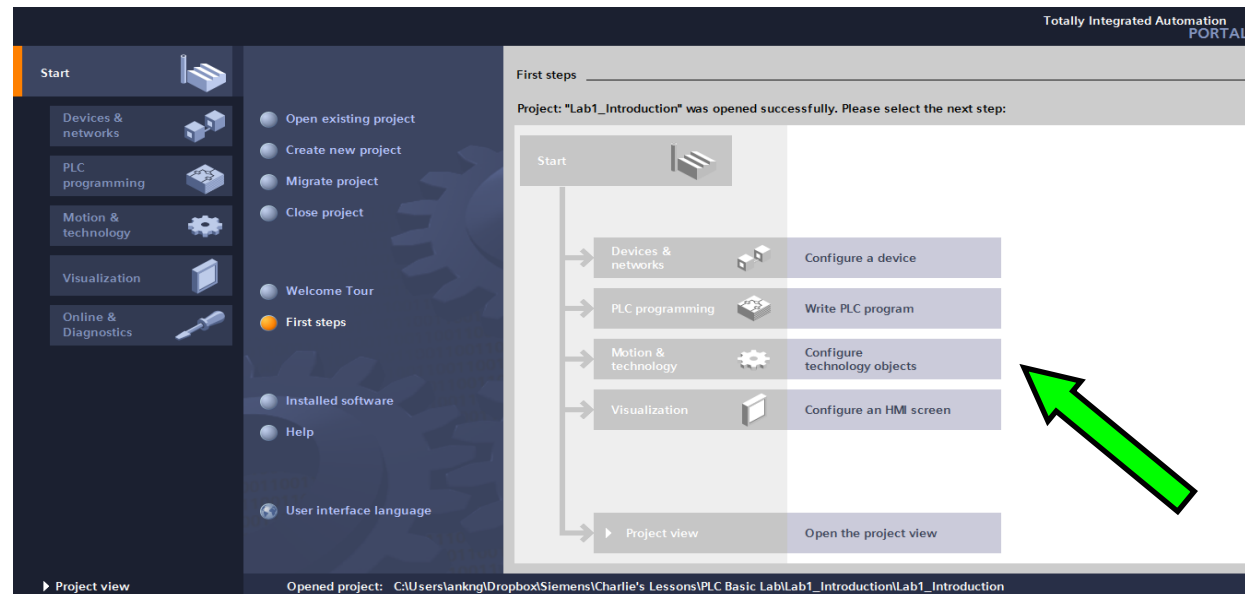 Totally Integrated Automation
PORTAL
Start
Devices &
networks
PLC
programming
Motion &
technology
Visualization
Online &
Diagnostics
Project view
Open existing project
Create new project
Migrate project
Close project
Welcome Tour
First steps
Installed software
Help
User interface language
First steps
Project: "Lab1_Introduction" was opened successfully. Please select the next step:
Start
Devices &
networks
Configure a device
PLC programming
Write PLC program
Motion &
technology
Configure
technology objects
Visualization
Configure an HMI screen
Project view
Open the project view
Opened project: C:\Users\ankng\Dropbox\Siemens\Charlie's Lessons\PLC Basic Lab\Lab1_Introduction\Lab1_Introduction